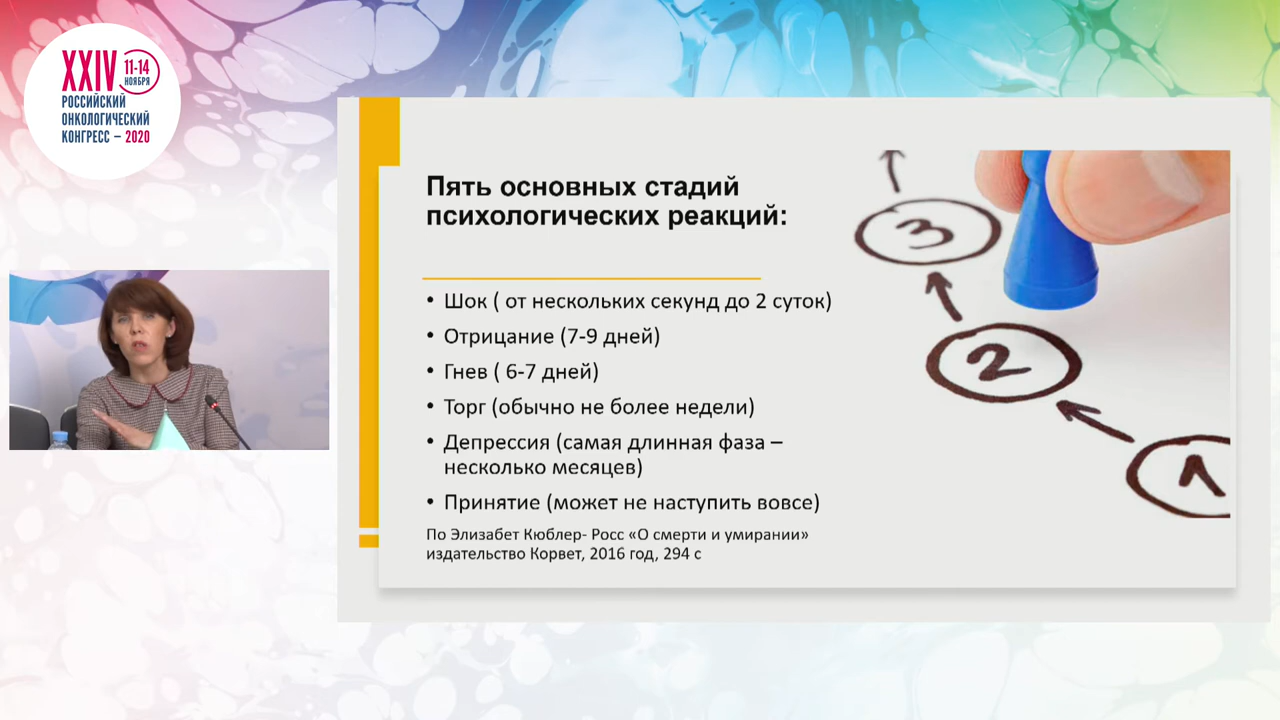 XXIV
11-14
НОЯБРЯ
РОССИЙСКИЙ
ОНКОЛОГИЧЕСКИЙ
КОНГРЕСС – 2020
Пять основных стадий
психологических реакций:
• Шок ( от нескольких секунд до 2 суток)
• Отрицание (7-9 дней)
• Гнев ( 6-7 дней)
• Торг (обычно не более недели)
• Депрессия (самая длинная фаза –
несколько месяцев)
• Принятие (может не наступить вовсе)
По Элизабет Кюблер- Росс «О смерти и умирании»
издательство Корвет, 2016 год, 294 с
3
2
1